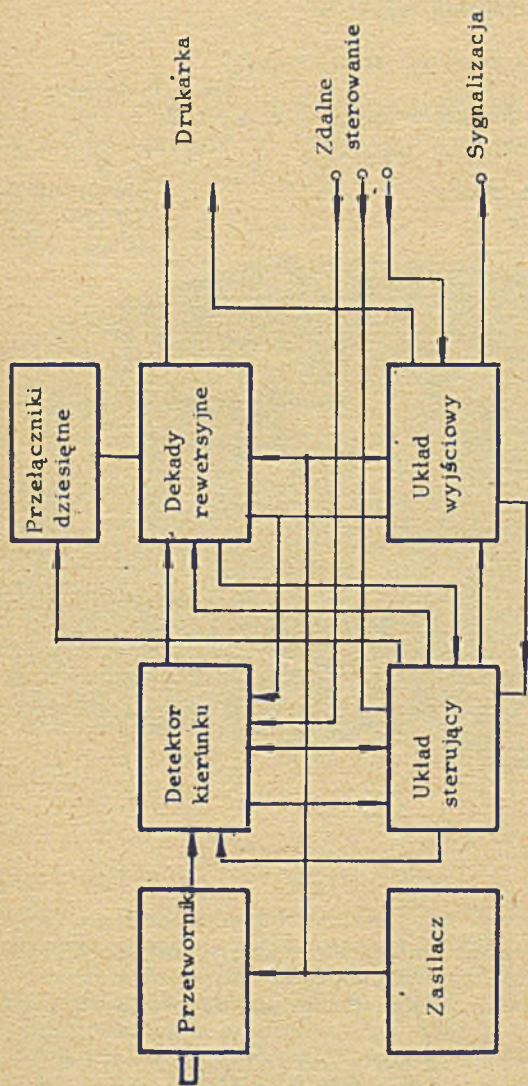 Przełączniki
dziesiętne
Drukarka
Przetwornik
Detektor
kierunku
Dekady
rewersyjne
Zdalne
sterowanie
Zasilacz
Układ
sterujący
Układ
wyjściowy
Sygnalizacja